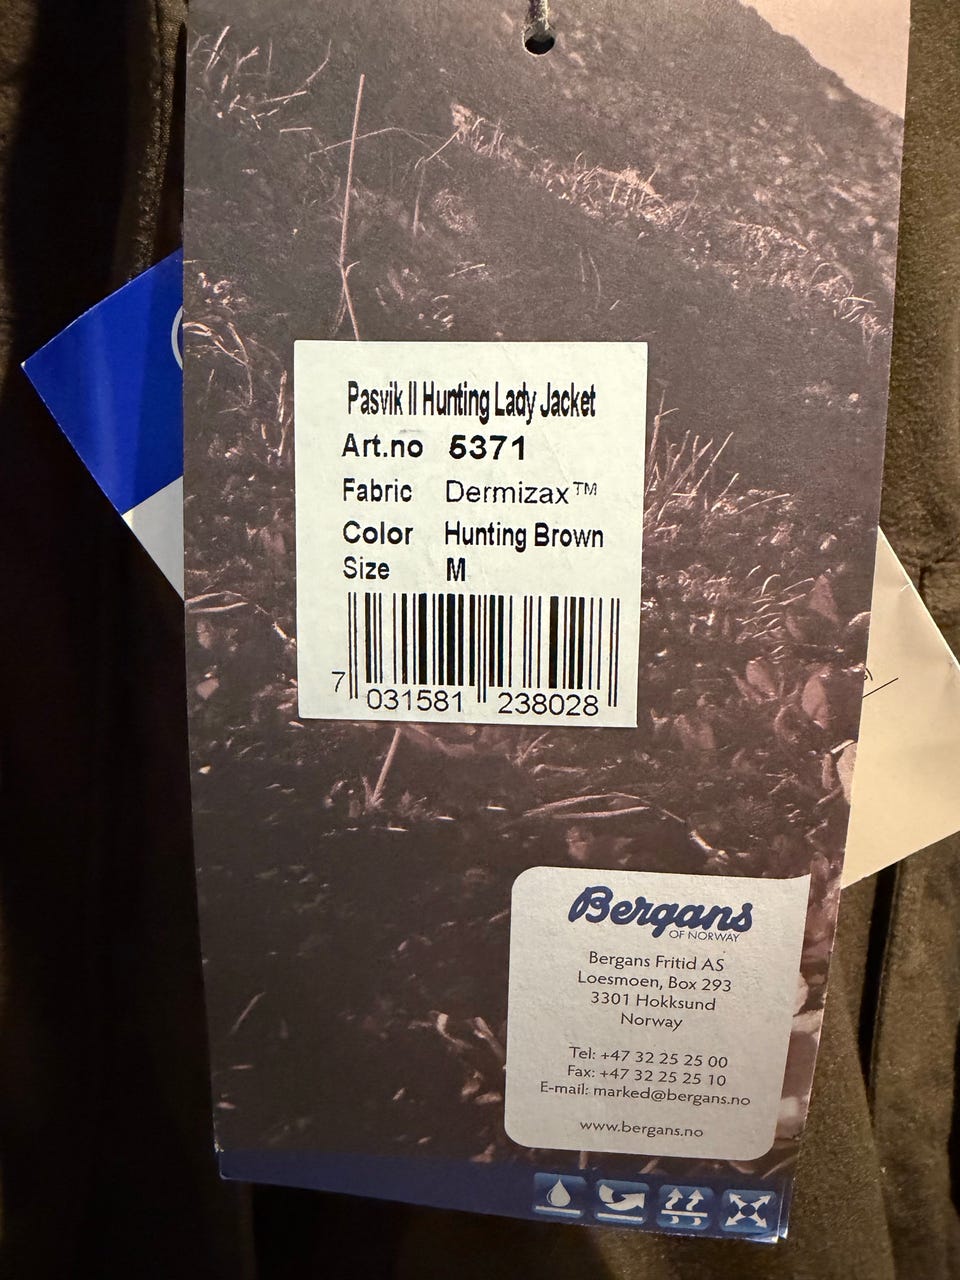 Pasvik II Hunting Lady Jacket
Art.no 5371
Fabric Dermizax™
Color Hunting Brown
Size M
7 031581 238028
Bergans
OF NORWAY
Bergans Fritid AS
Loesmoen, Box 293
3301 Hokksund
Norway
Tel: +47 32 25 25 00
Fax: +47 32 25 25 10
E-mail: marked@bergans.no
www.bergans.no